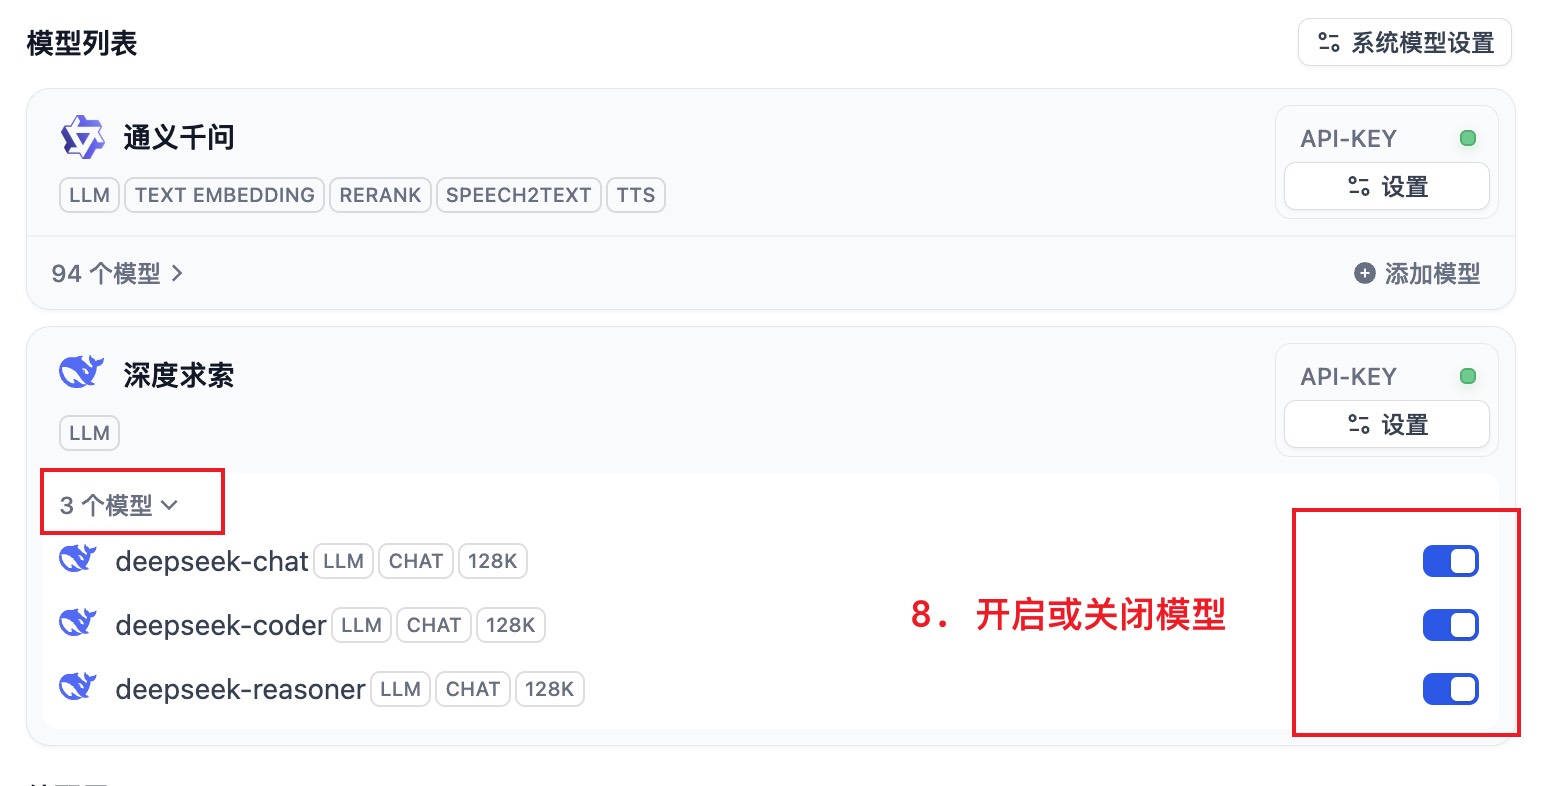 模型列表
系统模型设置
通义千问
API-KEY
LLM TEXT EMBEDDING RERANK SPEECH2TEXT TTS
设置
94 个模型
添加模型
深度求索
API-KEY
LLM
设置
3 个模型
deepseek-chat LLM CHAT 128K
deepseek-coder LLM CHAT 128K
8. 开启或关闭模型
deepseek-reasoner LLM CHAT 128K